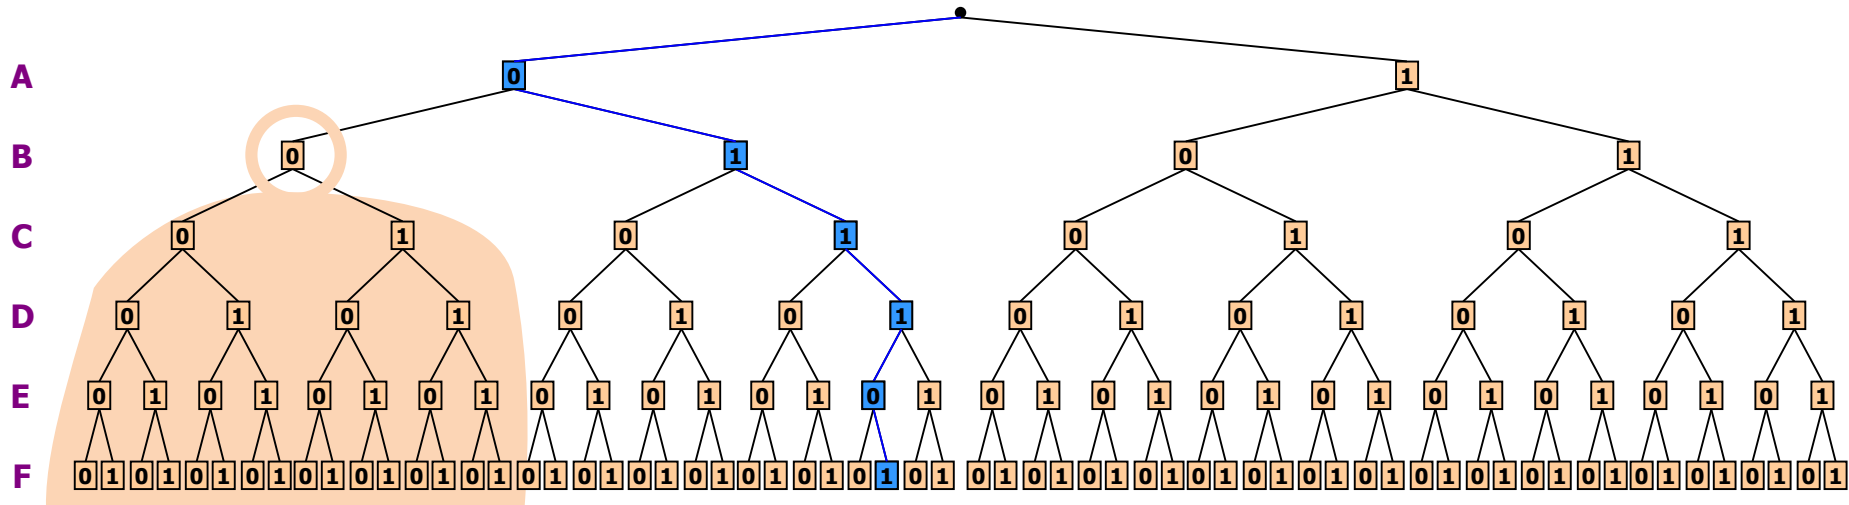 A 0 1
B 0 1 0 1
C 0 1 0 1 0 1 0 1
D 0 1 0 1 0 1 0 1 0 1 0 1 0 1 0 1
E 0 1 0 1 0 1 0 1 0 1 0 1 0 1 0 1 0 1 0 1 0 1 0 1 0 1 0 1 0 1 0 1
F 0 1 0 1 0 1 0 1 0 1 0 1 0 1 0 1 0 1 0 1 0 1 0 1 0 1 0 1 0 1 0 1 0 1 0 1 0 1 0 1 0 1 0 1 0 1 0 1 0 1 0 1 0 1 0 1 0 1 0 1 0 1 0 1